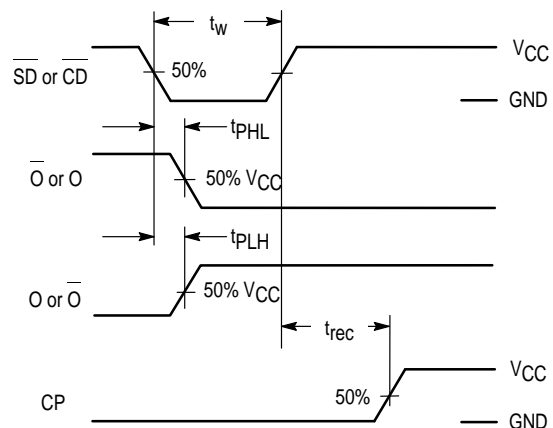 tw
VCC
SD or CD
50%
GND
tPHL
O or O
50% VCC
tPLH
O or O
50% VCC
trec
VCC
50%
CP
GND